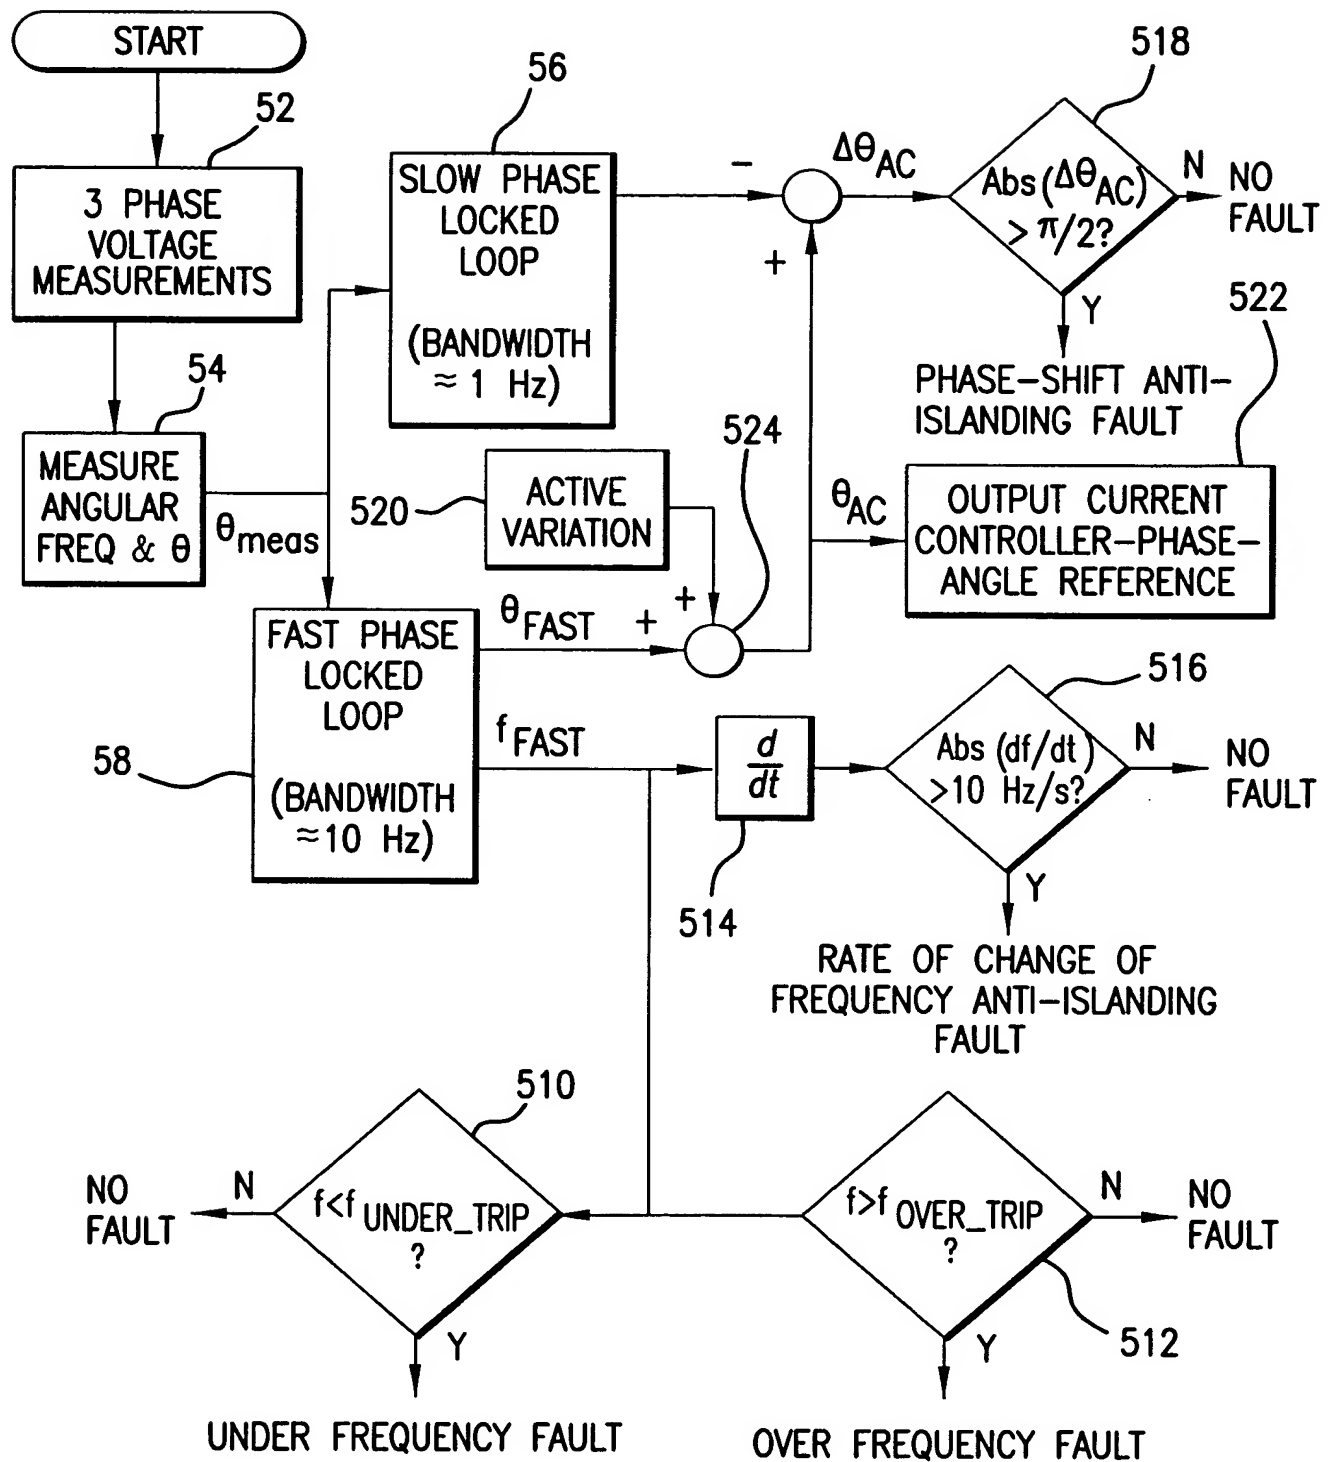 START
52
3 PHASE
VOLTAGE
MEASUREMENTS
54
MEASURE
ANGULAR
FREQ & θ
θmeas
56
SLOW PHASE
LOCKED
LOOP
(BANDWIDTH
≈ 1 Hz)
−
+
ΔθAC
518
Abs(ΔθAC)
> π/2?
N
NO
FAULT
Y
PHASE–SHIFT ANTI–
ISLANDING FAULT
522
OUTPUT CURRENT
CONTROLLER–PHASE–
ANGLE REFERENCE
θAC
524
520
ACTIVE
VARIATION
+
+
θFAST
58
FAST PHASE
LOCKED
LOOP
(BANDWIDTH
≈10 Hz)
fFAST
d
dt
514
516
Abs (df/dt)
>10 Hz/s?
N
NO
FAULT
Y
RATE OF CHANGE OF
FREQUENCY ANTI–ISLANDING
FAULT
510
f<f UNDER_TRIP
?
N
NO
FAULT
Y
UNDER FREQUENCY FAULT
f>f OVER_TRIP
?
N
NO
FAULT
512
Y
OVER FREQUENCY FAULT